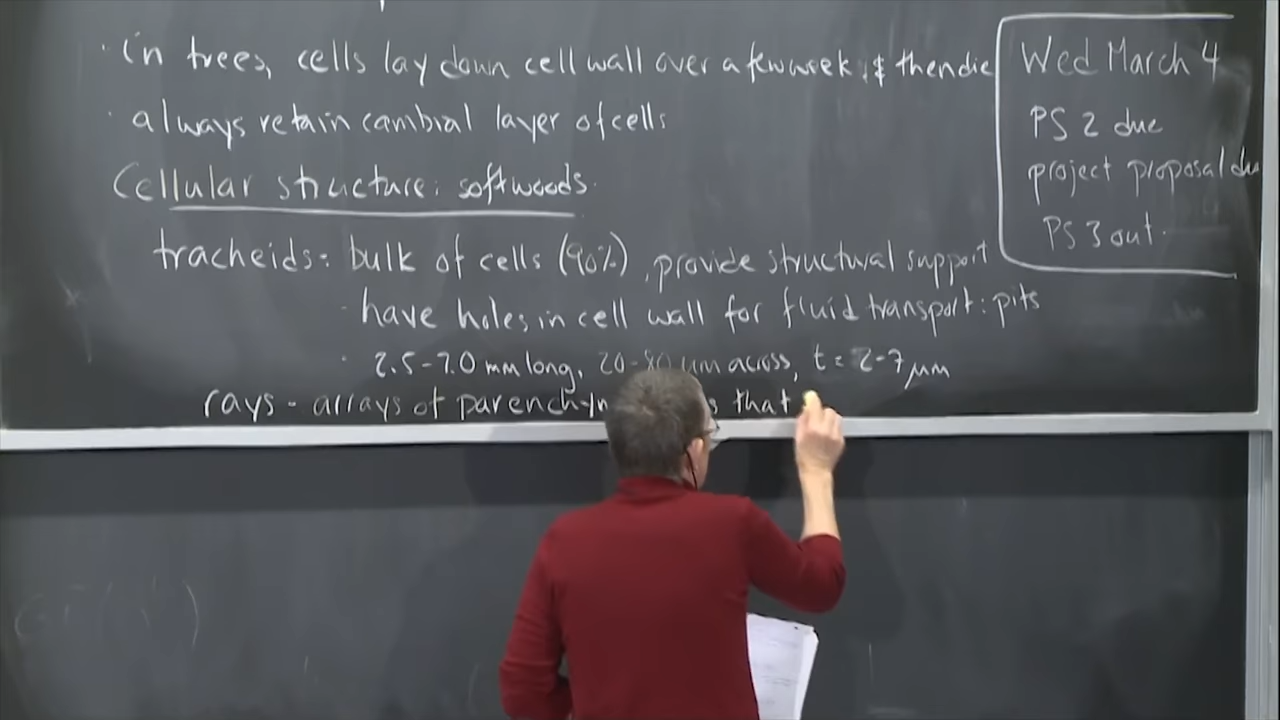 · in trees, cells lay down cell wall over a few week, & then die
· always retain cambial layer of cells
Cellular structure: softwoods.
tracheids: bulk of cells (90%), provide structural support
· have holes in cell wall for fluid transport: pits
· 2.5-7.0 mm long, 20-80 μm across, t = 2-7 μm
rays - arrays of that
Wed March 4
PS 2 due
project proposal du
PS 3 out.